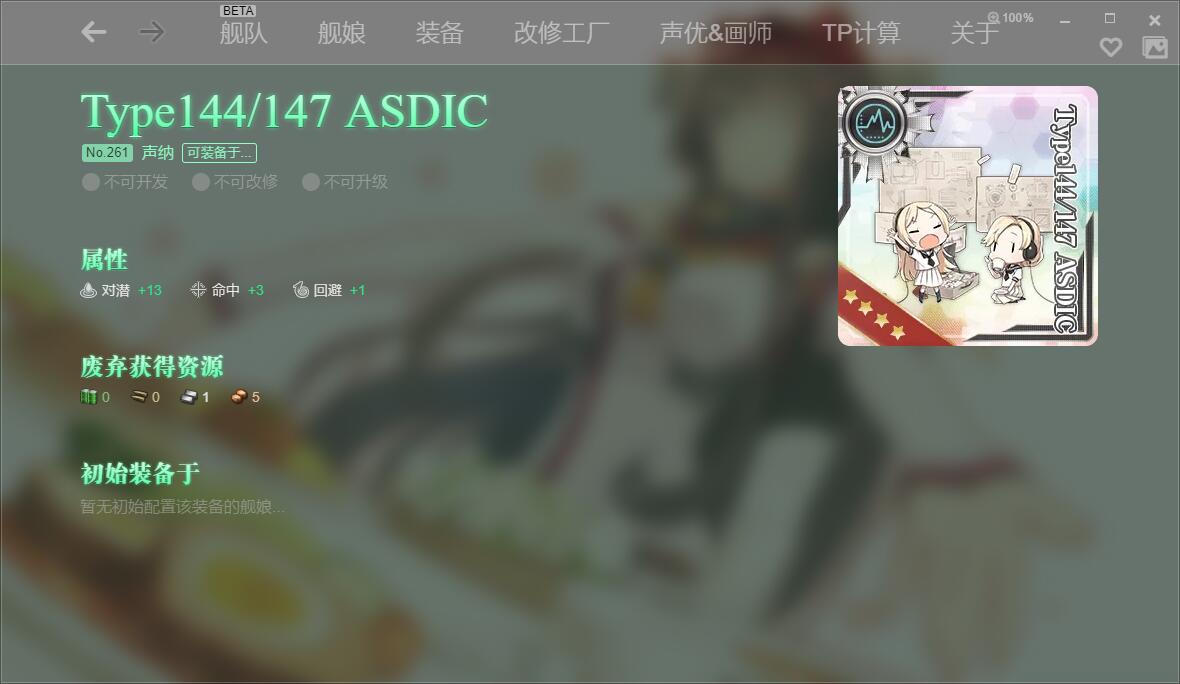 BETA
舰队 舰娘 装备 改修工厂 声优&画师 TP计算 关于 100%
Type144/147 ASDIC
No.261 声纳 可装备于...
不可开发 不可改修 不可升级
属性
对潜 +13 命中 +3 回避 +1
废弃获得资源
0 0 1 5
初始装备于
暂无初始配置该装备的舰娘...
Type144/147 ASDIC